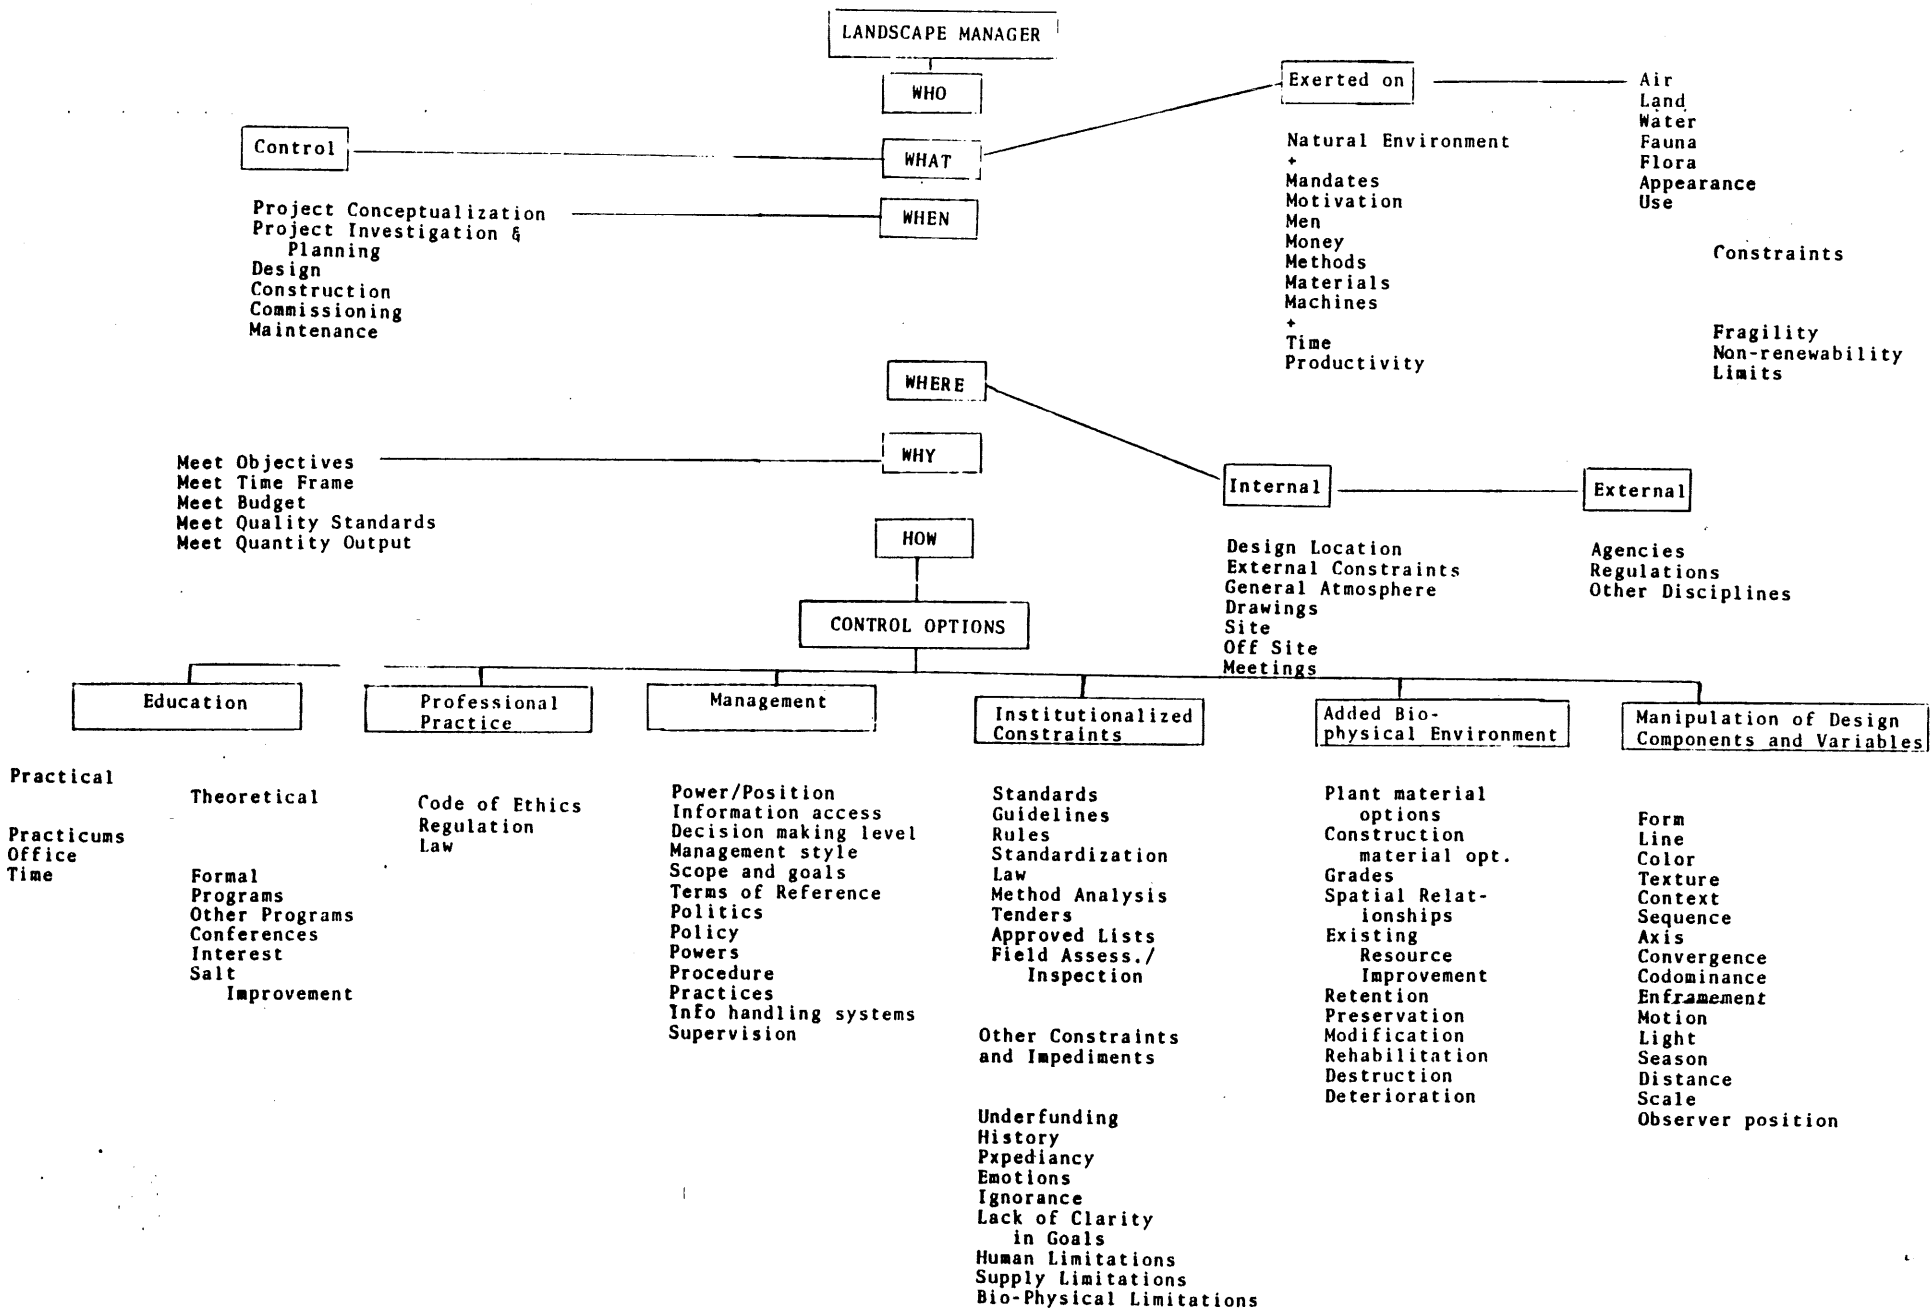 LANDSCAPE MANAGER
WHO
Control
WHAT
Exerted on
Air
Land
Water
Fauna
Flora
Appearance
Use
Natural Environment
+
Mandates
Motivation
Men
Money
Methods
Materials
Machines
+
Time
Productivity
Constraints
Fragility
Non-renewability
Limits
WHEN
Project Conceptualization
Project Investigation &
Planning
Design
Construction
Commissioning
Maintenance
WHERE
Internal
External
Design Location
External Constraints
General Atmosphere
Drawings
Site
Off Site
Meetings
Agencies
Regulations
Other Disciplines
WHY
Meet Objectives
Meet Time Frame
Meet Budget
Meet Quality Standards
Meet Quantity Output
HOW
CONTROL OPTIONS
Education
Practical
Practicums
Office
Time
Theoretical
Formal
Programs
Other Programs
Conferences
Interest
Salt
Improvement
Professional
Practice
Code of Ethics
Regulation
Law
Management
Power/Position
Information access
Decision making level
Management style
Scope and goals
Terms of Reference
Politics
Policy
Powers
Procedure
Practices
Info handling systems
Supervision
Institutionalized
Constraints
Standards
Guidelines
Rules
Standardization
Law
Method Analysis
Tenders
Approved Lists
Field Assess./
Inspection
Other Constraints
and Impediments
Underfunding
History
Pxpediancy
Emotions
Ignorance
Lack of Clarity
in Goals
Human Limitations
Supply Limitations
Bio-Physical Limitations
Added Bio-
physical Environment
Plant material
options
Construction
material opt.
Grades
Spatial Relat-
ionships
Existing
Resource
Improvement
Retention
Preservation
Modification
Rehabilitation
Destruction
Deterioration
Manipulation of Design
Components and Variables
Form
Line
Color
Texture
Context
Sequence
Axis
Convergence
Codominance
Enframement
Motion
Light
Season
Distance
Scale
Observer position